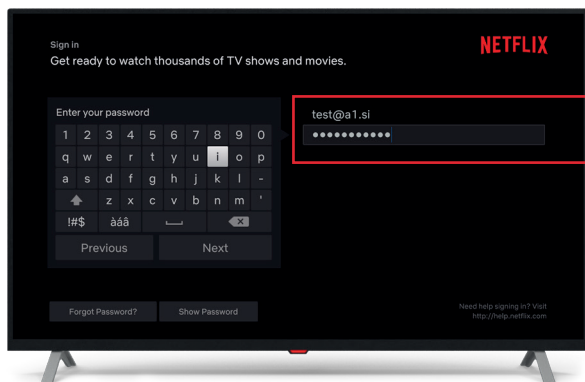 Sign in
Get ready to watch thousands of TV shows and movies.
NETFLIX
Enter your password
1 2 3 4 5 6 7 8 9 0
q w e r t y u i o p
a s d f g h j k l -
z x c v b n m '
!#$ àáâ
Previous Next
test@a1.si
●●●●●●●●●●●
Forgot Password? Show Password
Need help signing in? Visit
http://help.netflix.com